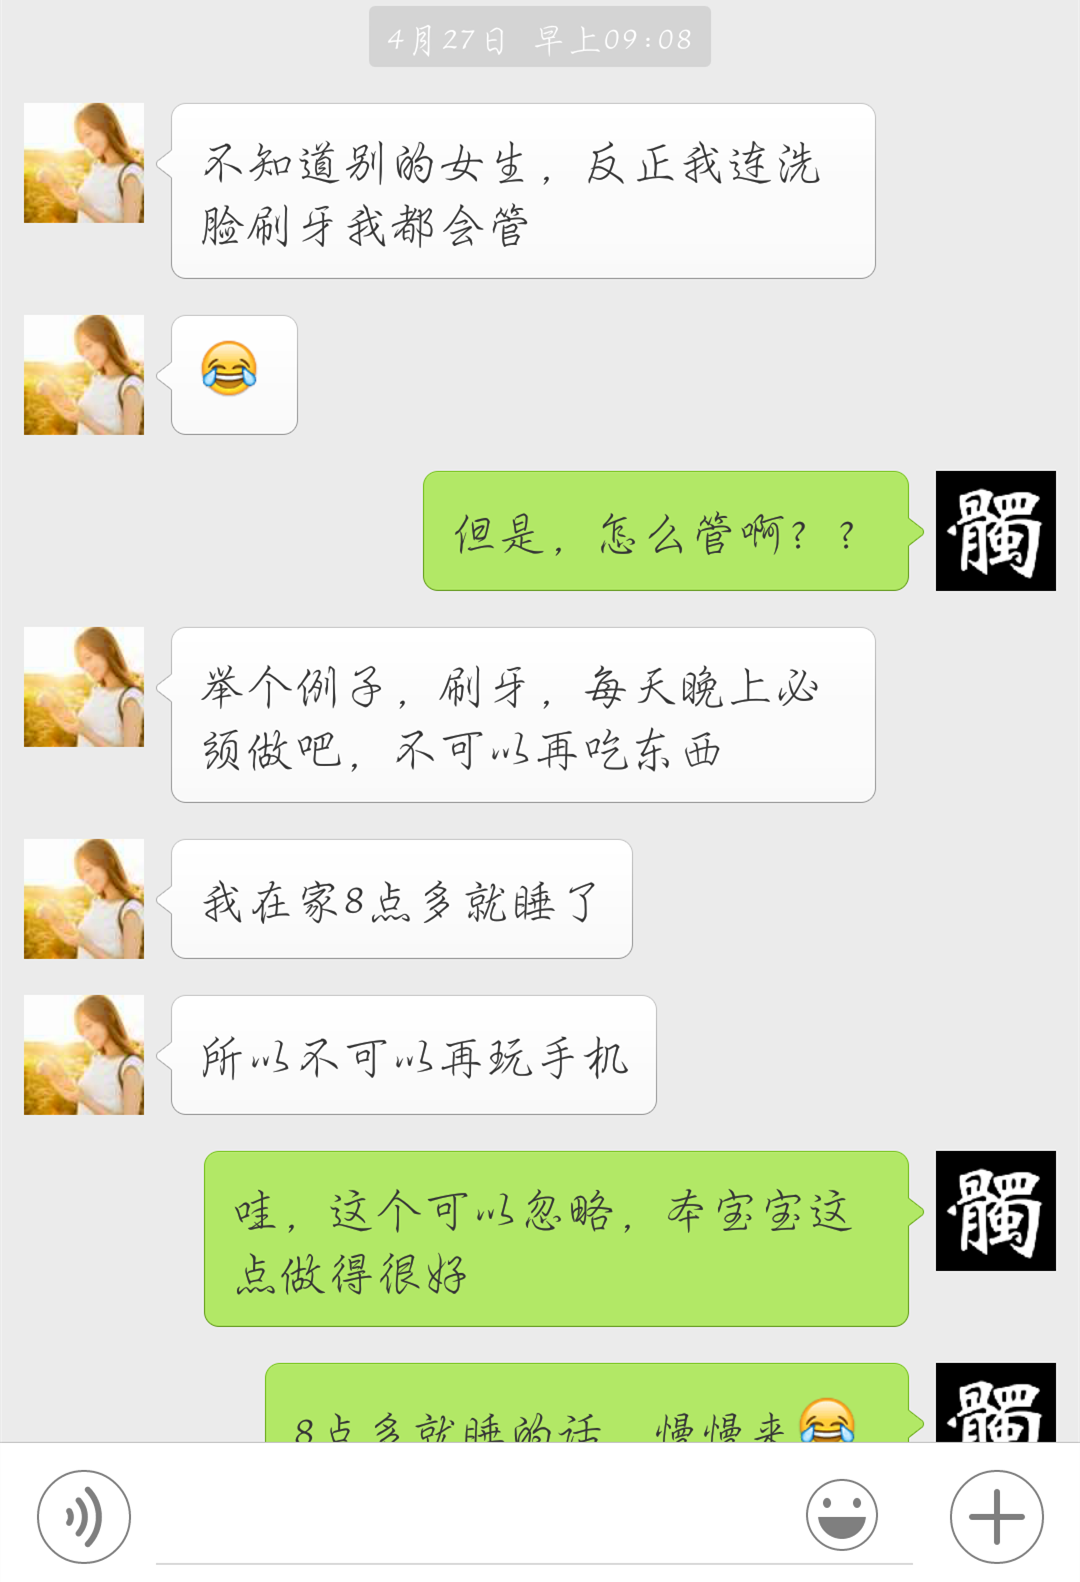 4月27日 早上09:08
不知道别的女生，反正我连洗
脸刷牙我都会管
😂
但是，怎么管啊？？
髑
举个例子，刷牙，每天晚上必
须做吧，不可以再吃东西
我在家8点多就睡了
所以不可以再玩手机
哇，这个可以忽略，本宝宝这
点做得很好
髑
8点多就睡的话，慢慢来😂
髑